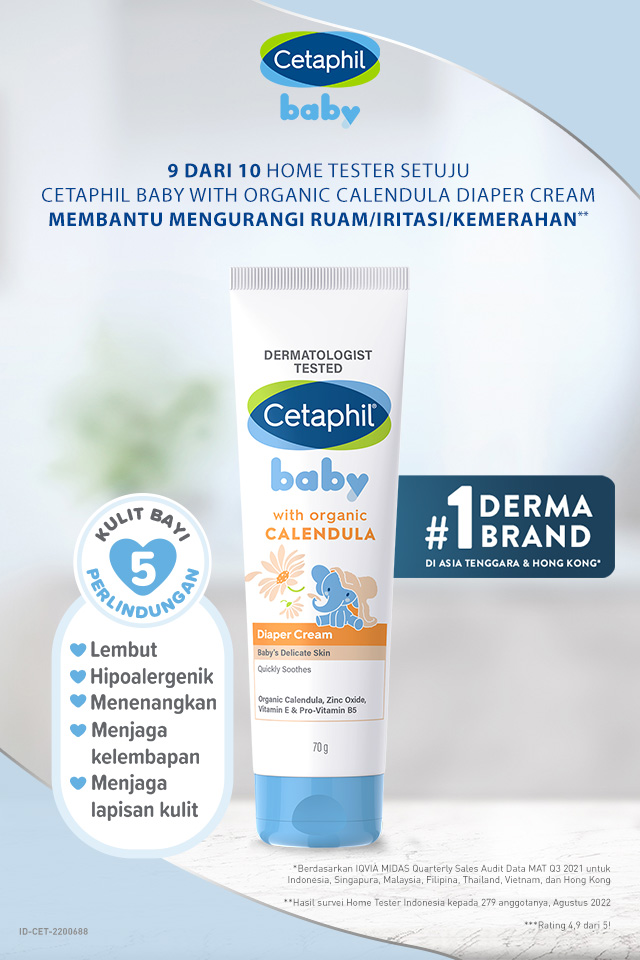 Cetaphil
baby
9 DARI 10 HOME TESTER SETUJU
CETAPHIL BABY WITH ORGANIC CALENDULA DIAPER CREAM
MEMBANTU MENGURANGI RUAM/IRITASI/KEMERAHAN**
DERMATOLOGIST
TESTED
Cetaphil®
baby
with organic
CALENDULA
Diaper Cream
Baby's Delicate Skin
Quickly Soothes
Organic Calendula, Zinc Oxide,
Vitamin E & Pro-Vitamin B5
70 g
#1 DERMA
BRAND
DI ASIA TENGGARA & HONG KONG*
KULIT BAYI
5
PERLINDUNGAN
Lembut
Hipoalergenik
Menenangkan
Menjaga
kelembapan
Menjaga
lapisan kulit
*Berdasarkan IQVIA MIDAS Quarterly Sales Audit Data MAT Q3 2021 untuk
Indonesia, Singapura, Malaysia, Filipina, Thailand, Vietnam, dan Hong Kong
**Hasil survei Home Tester Indonesia kepada 279 anggotanya, Agustus 2022
***Rating 4,9 dari 5!
ID-CET-2200688